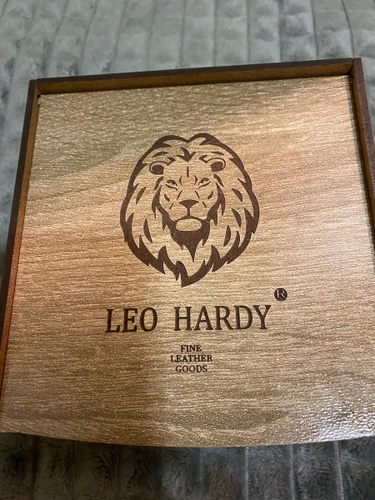 LEO HARDY ®
FINE
LEATHER
GOODS